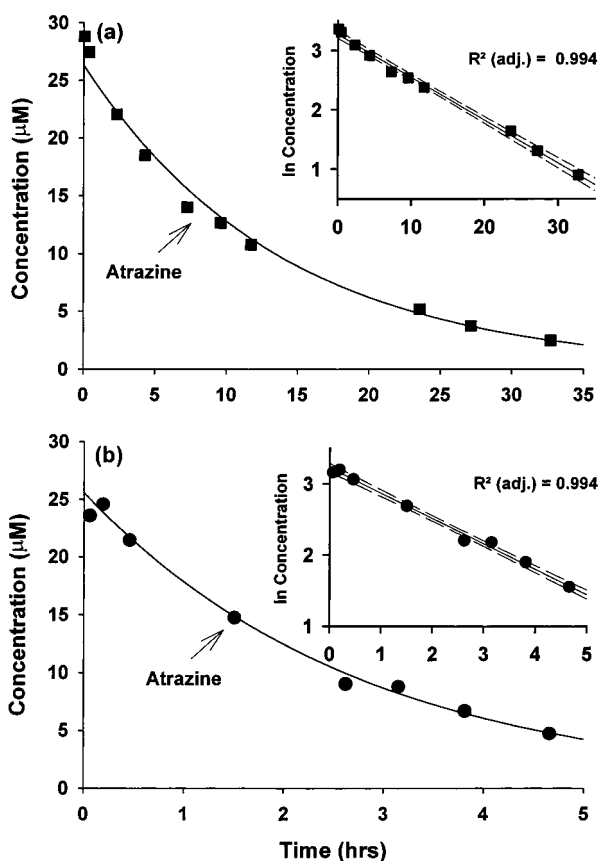 (a)
Concentration (µM)
30
25
20
15
10
5
0
Atrazine
0 5 10 15 20 25 30 35
ln Concentration
3
2
1
R² (adj.) = 0.994
0 10 20 30
(b)
Concentration (µM)
30
25
20
15
10
5
0
Atrazine
0 1 2 3 4 5
Time (hrs)
ln Concentration
3
2
1
R² (adj.) = 0.994
0 1 2 3 4 5